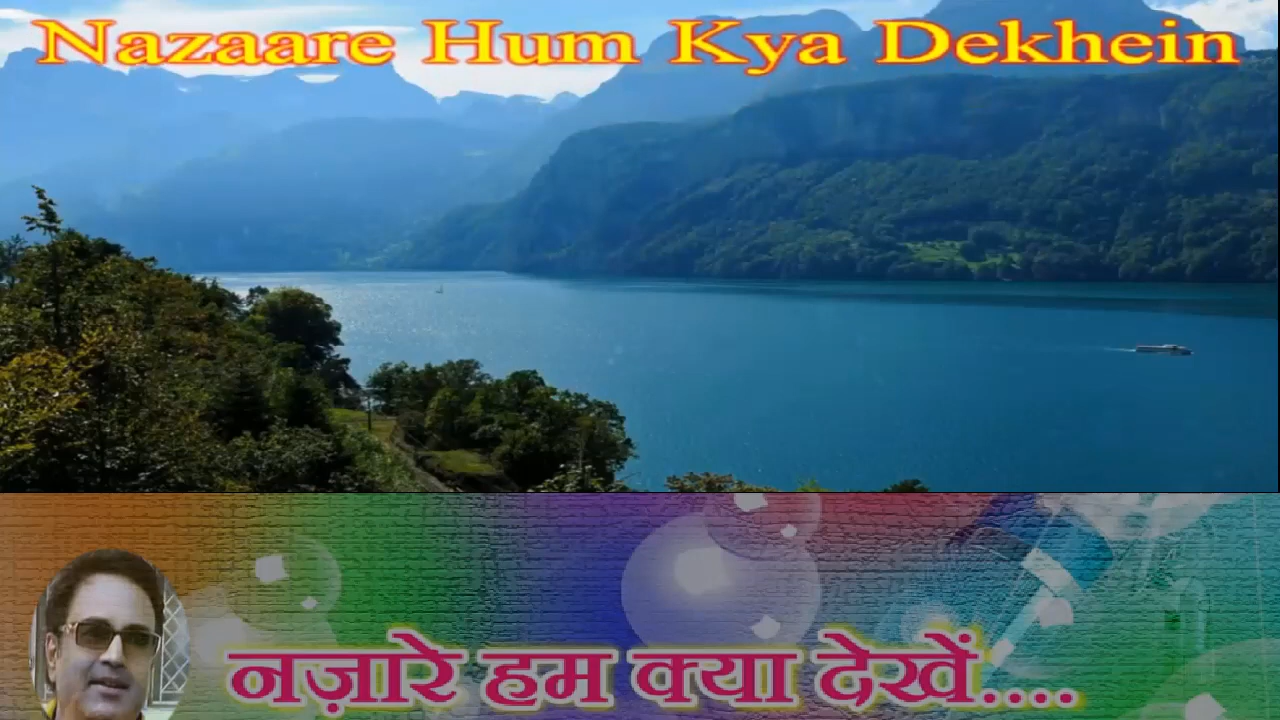 Nazaare Hum Kya Dekhein
नज़ारे हम क्या देखें....